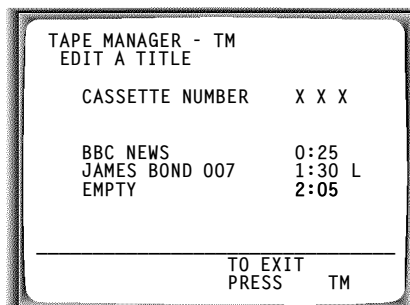 TAPE MANAGER - TM
EDIT A TITLE
CASSETTE NUMBER X X X
BBC NEWS 0:25
JAMES BOND 007 1:30 L
EMPTY 2:05
TO EXIT
PRESS TM